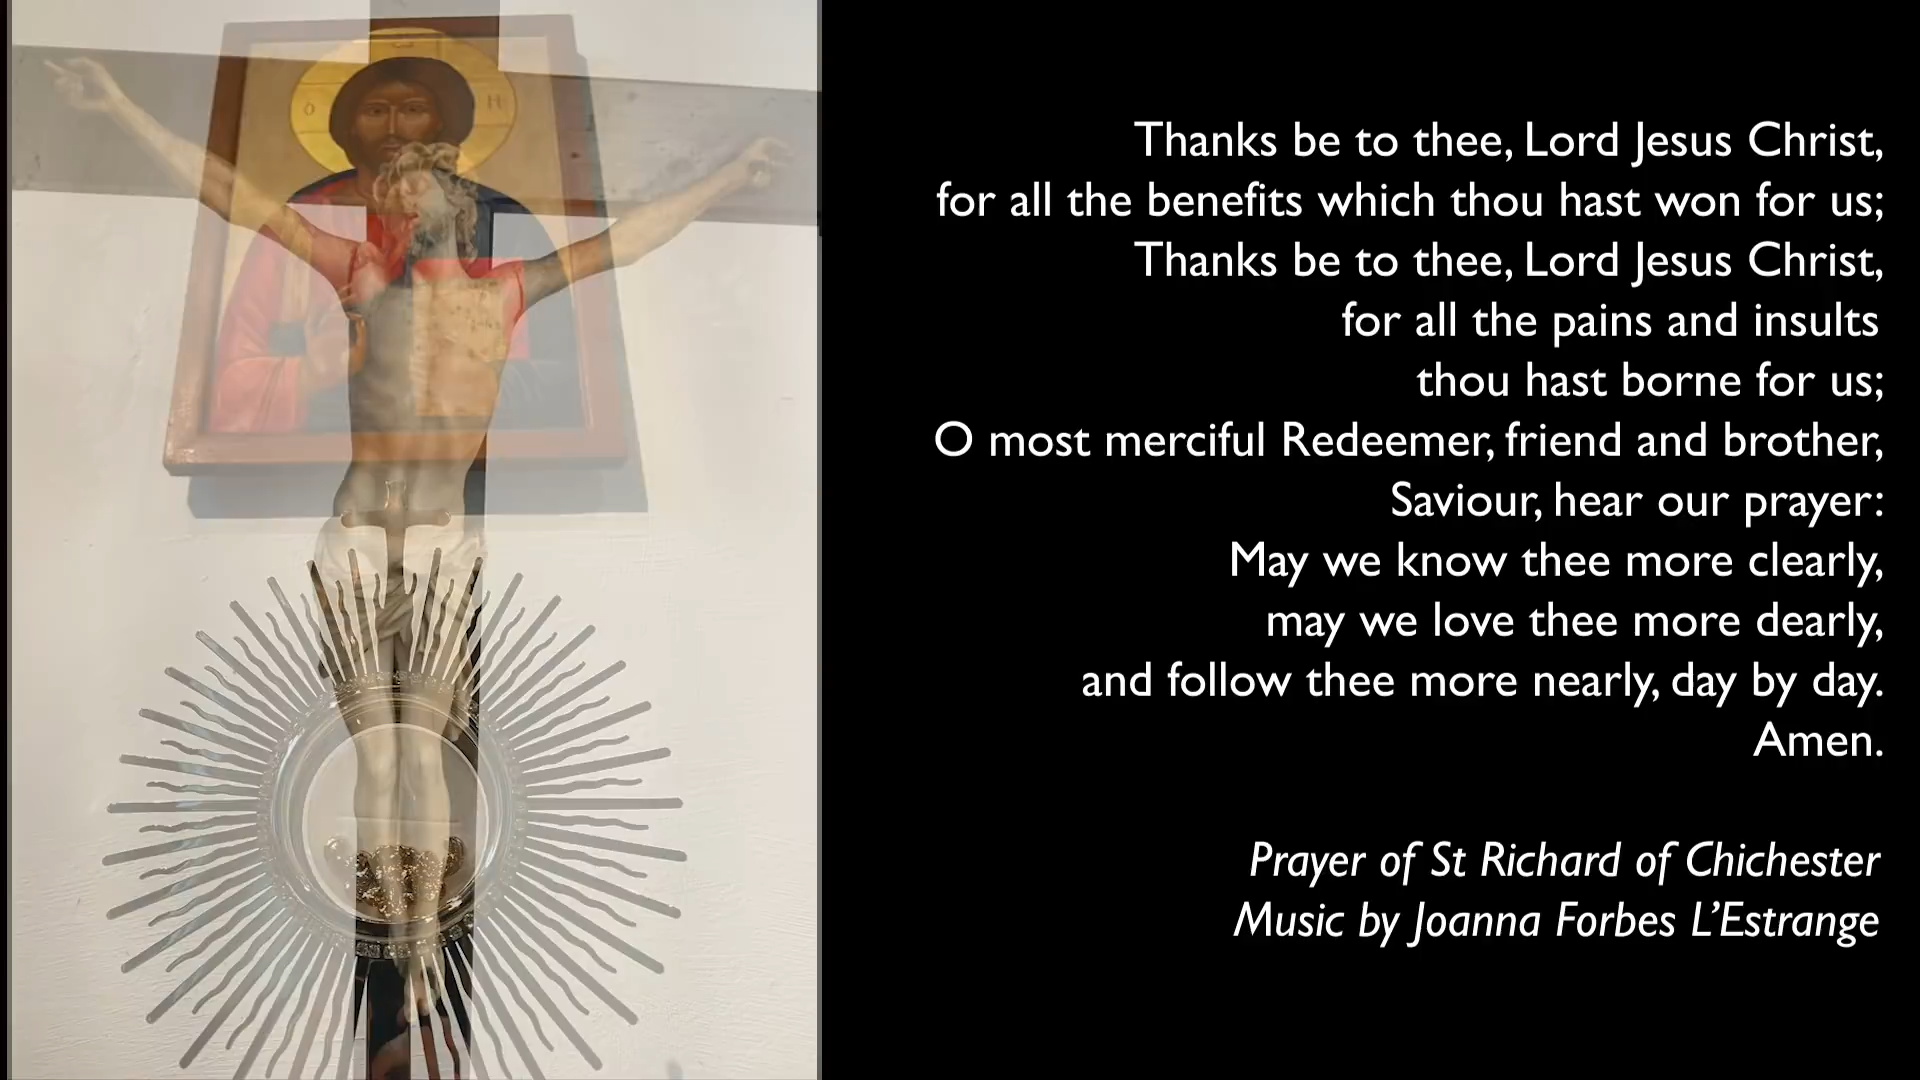 Thanks be to thee, Lord Jesus Christ,
for all the benefits which thou hast won for us;
Thanks be to thee, Lord Jesus Christ,
for all the pains and insults
thou hast borne for us;
O most merciful Redeemer, friend and brother,
Saviour, hear our prayer:
May we know thee more clearly,
may we love thee more dearly,
and follow thee more nearly, day by day.
Amen.
Prayer of St Richard of Chichester
Music by Joanna Forbes L’Estrange